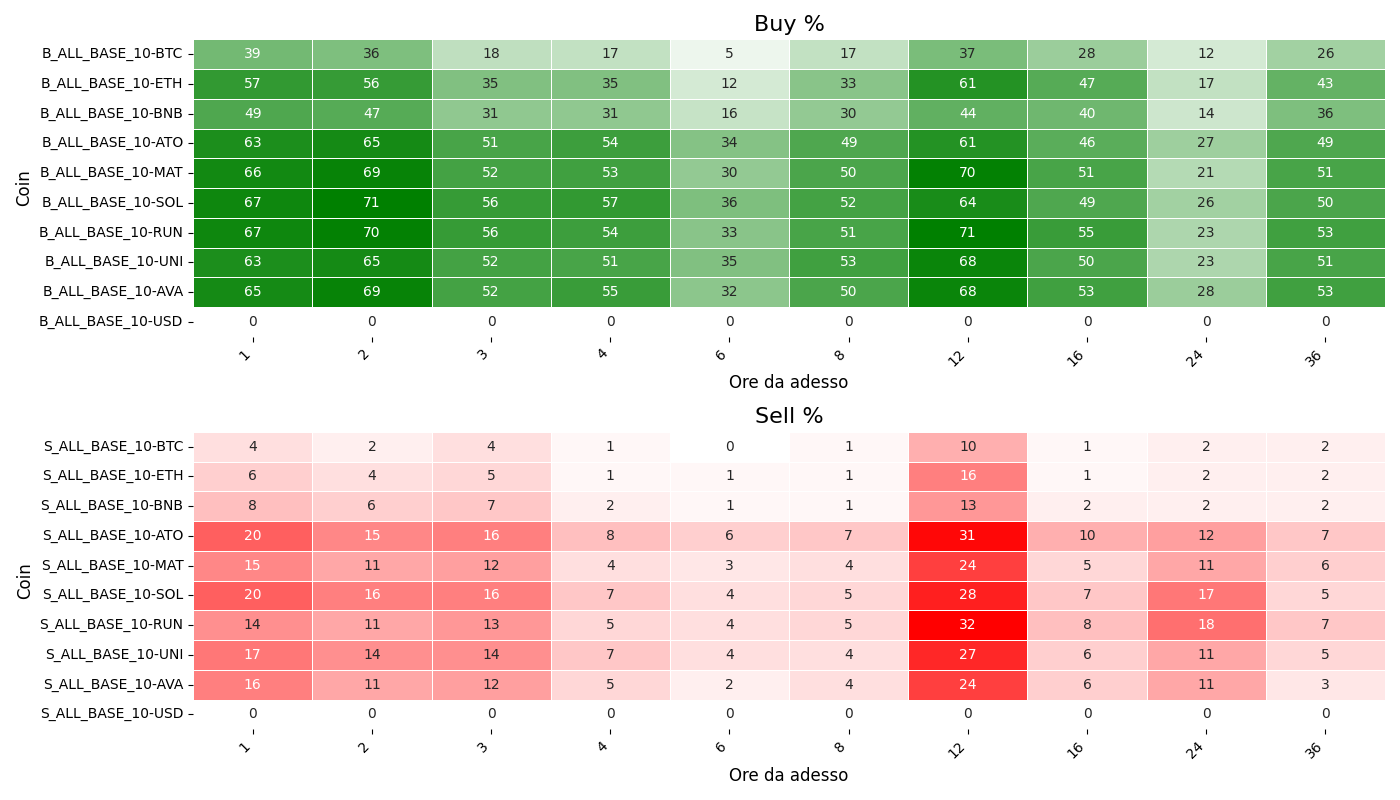 Buy %
Coin
B_ALL_BASE_10-BTC 39 36 18 17 5 17 37 28 12 26
B_ALL_BASE_10-ETH 57 56 35 35 12 33 61 47 17 43
B_ALL_BASE_10-BNB 49 47 31 31 16 30 44 40 14 36
B_ALL_BASE_10-ATO 63 65 51 54 34 49 61 46 27 49
B_ALL_BASE_10-MAT 66 69 52 53 30 50 70 51 21 51
B_ALL_BASE_10-SOL 67 71 56 57 36 52 64 49 26 50
B_ALL_BASE_10-RUN 67 70 56 54 33 51 71 55 23 53
B_ALL_BASE_10-UNI 63 65 52 51 35 53 68 50 23 51
B_ALL_BASE_10-AVA 65 69 52 55 32 50 68 53 28 53
B_ALL_BASE_10-USD 0 0 0 0 0 0 0 0 0 0
1 2 3 4 6 8 12 16 24 36
Ore da adesso
Sell %
Coin
S_ALL_BASE_10-BTC 4 2 4 1 0 1 10 1 2 2
S_ALL_BASE_10-ETH 6 4 5 1 1 1 16 1 2 2
S_ALL_BASE_10-BNB 8 6 7 2 1 1 13 2 2 2
S_ALL_BASE_10-ATO 20 15 16 8 6 7 31 10 12 7
S_ALL_BASE_10-MAT 15 11 12 4 3 4 24 5 11 6
S_ALL_BASE_10-SOL 20 16 16 7 4 5 28 7 17 5
S_ALL_BASE_10-RUN 14 11 13 5 4 5 32 8 18 7
S_ALL_BASE_10-UNI 17 14 14 7 4 4 27 6 11 5
S_ALL_BASE_10-AVA 16 11 12 5 2 4 24 6 11 3
S_ALL_BASE_10-USD 0 0 0 0 0 0 0 0 0 0
1 2 3 4 6 8 12 16 24 36
Ore da adesso